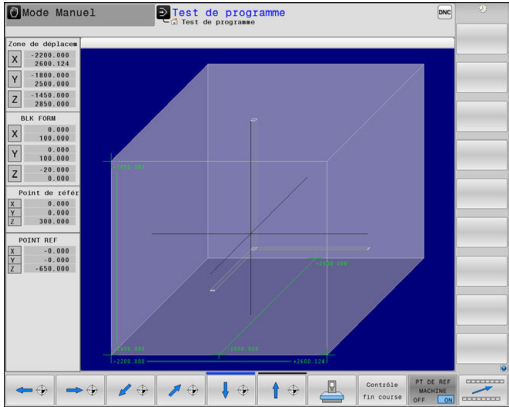 Mode Manuel
Test de programme
Test de programme
DNC
Zone de déplacem
X -2200.000
2600.124
Y -1800.000
2500.000
Z -1450.000
2850.000
BLK FORM
X 0.000
100.000
Y 0.000
100.000
Z -20.000
0.000
Point de référ
X 0.000
Y 0.000
Z 300.000
POINT REF
X -0.000
Y -0.000
Z -650.000
-2200.000
+2600.124
Contrôle
fin course
PT DE REF
MACHINE
OFF ON